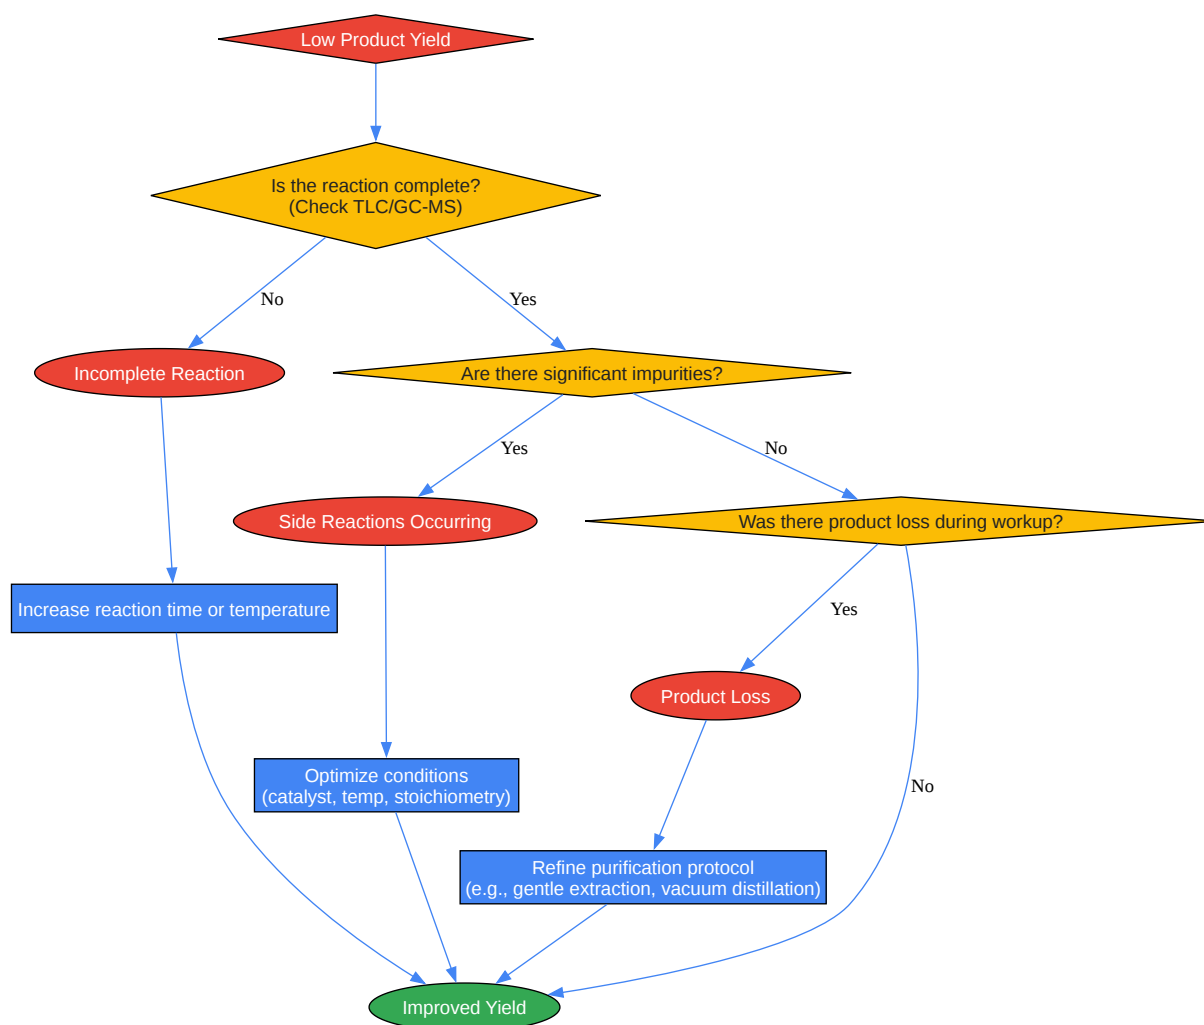 Low Product Yield
Is the reaction complete?
(Check TLC/GC-MS)
No
Yes
Incomplete Reaction
Are there significant impurities?
Yes
No
Side Reactions Occurring
Was there product loss during workup?
Increase reaction time or temperature
Yes
Product Loss
Optimize conditions
(catalyst, temp, stoichiometry)
No
Refine purification protocol
(e.g., gentle extraction, vacuum distillation)
Improved Yield